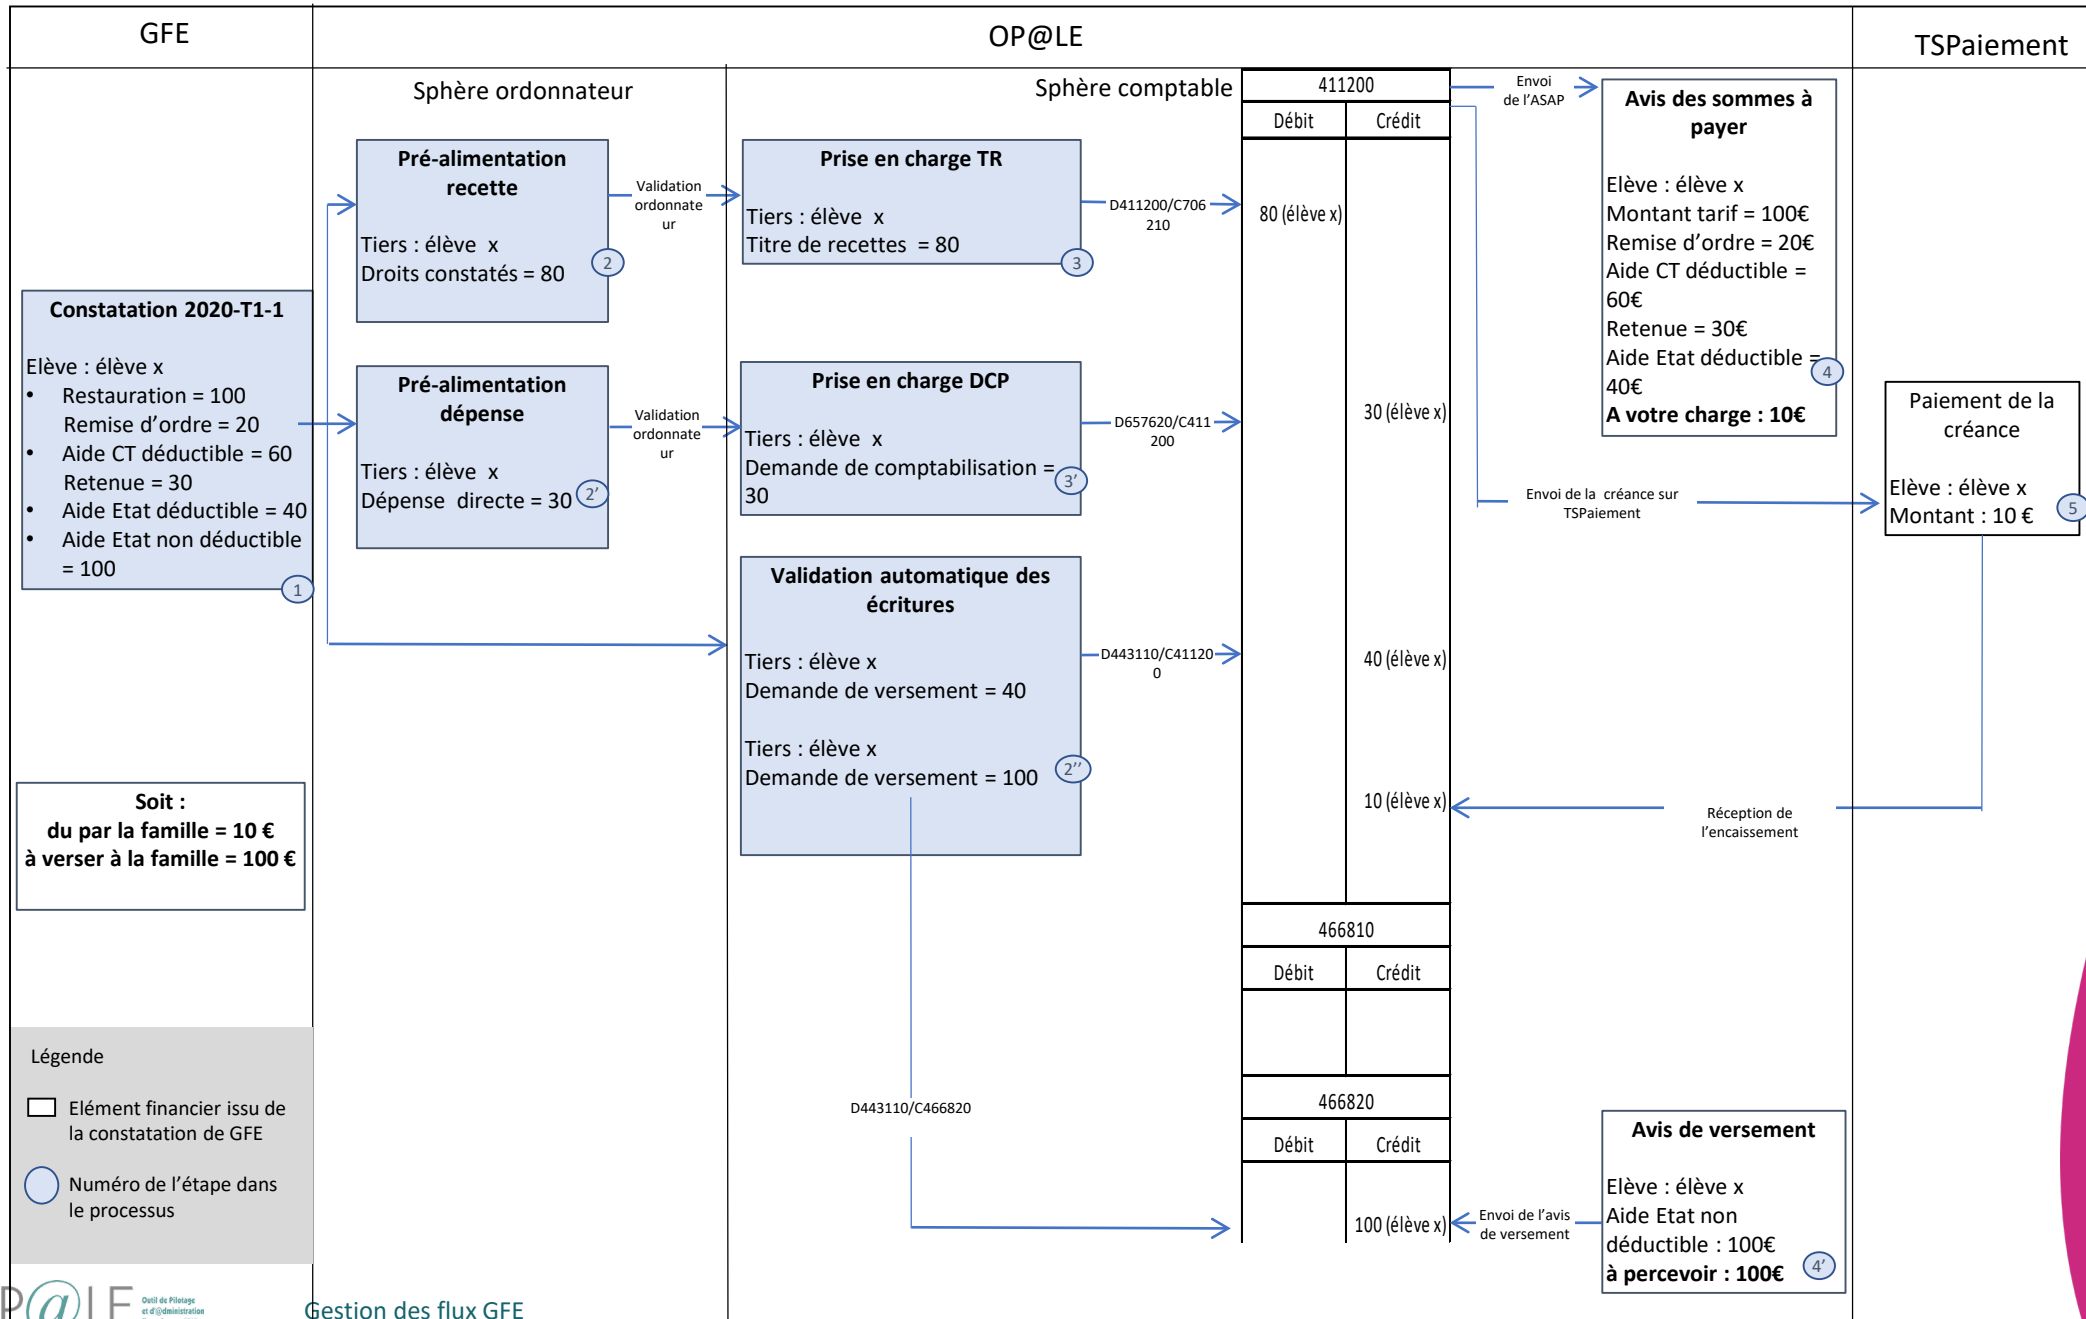 GFE
OP@LE
TSPaiement
Sphère ordonnateur
Sphère comptable
Constatation 2020-T1-1
Elève : élève x
• Restauration = 100
Remise d'ordre = 20
• Aide CT déductible = 60
Retenue = 30
• Aide Etat déductible = 40
• Aide Etat non déductible
= 100
1
Soit :
du par la famille = 10 €
à verser à la famille = 100 €
Légende
Elément financier issu de
la constatation de GFE
Numéro de l'étape dans
le processus
Pré-alimentation
recette
Tiers : élève x
Droits constatés = 80
2
Validation
ordonnate
ur
Prise en charge TR
Tiers : élève x
Titre de recettes = 80
3
D411200/C706
210
Pré-alimentation
dépense
Tiers : élève x
Dépense directe = 30
2'
Validation
ordonnate
ur
Prise en charge DCP
Tiers : élève x
Demande de comptabilisation =
30
3'
D657620/C411
200
Validation automatique des
écritures
Tiers : élève x
Demande de versement = 40
Tiers : élève x
Demande de versement = 100
2''
D443110/C41120
0
D443110/C466820
411200
Débit Crédit
80 (élève x)
30 (élève x)
40 (élève x)
10 (élève x)
466810
Débit Crédit
466820
Débit Crédit
100 (élève x)
Envoi
de l'ASAP
Avis des sommes à
payer
Elève : élève x
Montant tarif = 100€
Remise d'ordre = 20€
Aide CT déductible =
60€
Retenue = 30€
Aide Etat déductible =
40€
A votre charge : 10€
4
Envoi de la créance sur
TSPaiement
Paiement de la
créance
Elève : élève x
Montant : 10 €
5
Réception de
l'encaissement
Envoi de l'avis
de versement
Avis de versement
Elève : élève x
Aide Etat non
déductible : 100€
à percevoir : 100€
4'
P@LE
Outil de Pilotage
et d'@dministration
Gestion des flux GFE